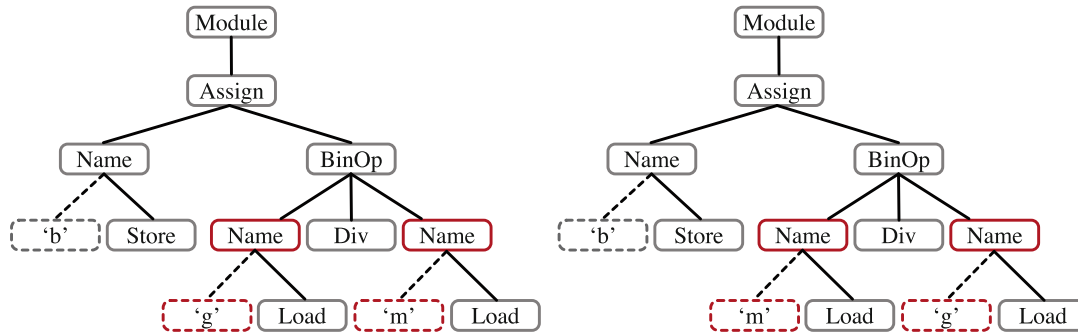 Module Module
Assign Assign
Name BinOp Name BinOp
‘b’ Store Name Div Name ‘b’ Store Name Div Name
‘g’ Load ‘m’ Load ‘m’ Load ‘g’ Load